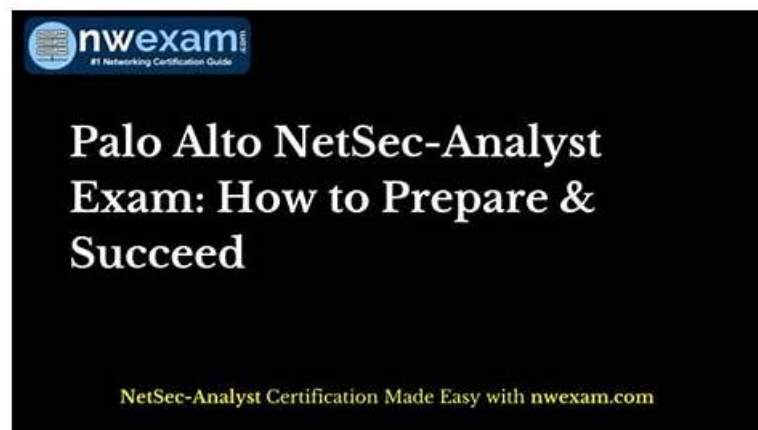 nwexam.com
#1 Networking Certification Guide
Palo Alto NetSec-Analyst
Exam: How to Prepare &
Succeed
NetSec-Analyst Certification Made Easy with nwexam.com